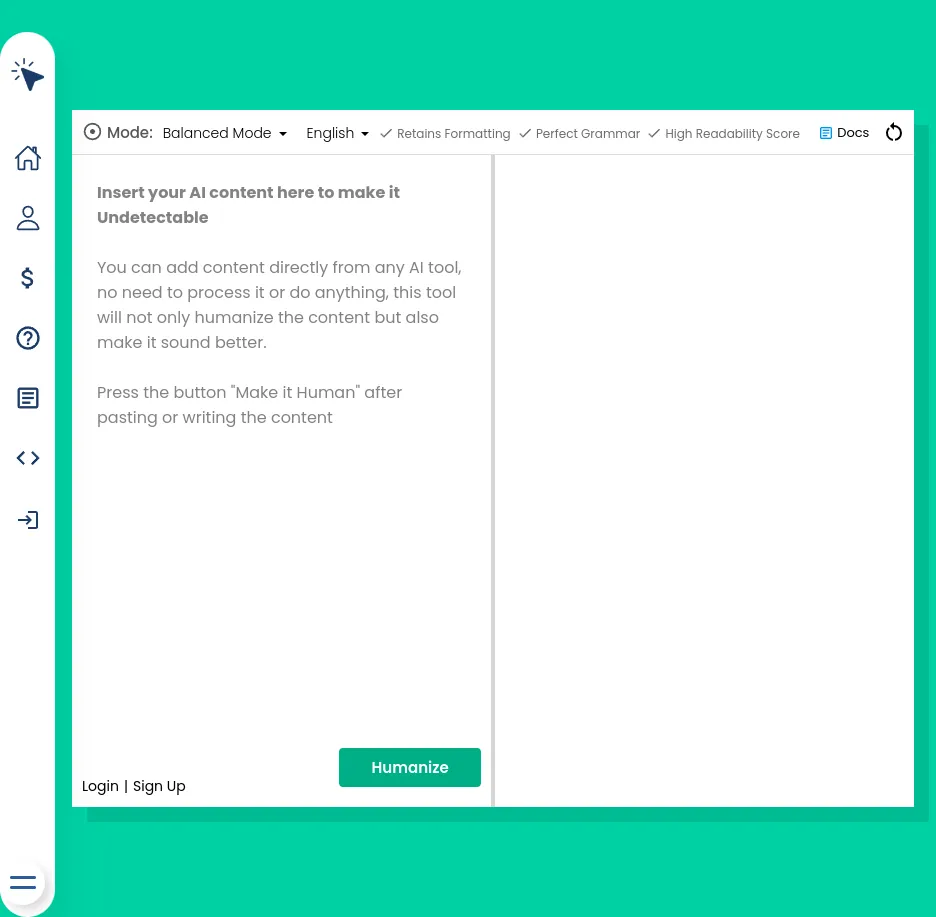 Mode: Balanced Mode English Retains Formatting Perfect Grammar High Readability Score Docs
Insert your AI content here to make it
Undetectable
You can add content directly from any AI tool,
no need to process it or do anything, this tool
will not only humanize the content but also
make it sound better.
Press the button "Make it Human" after
pasting or writing the content
Humanize
Login | Sign Up